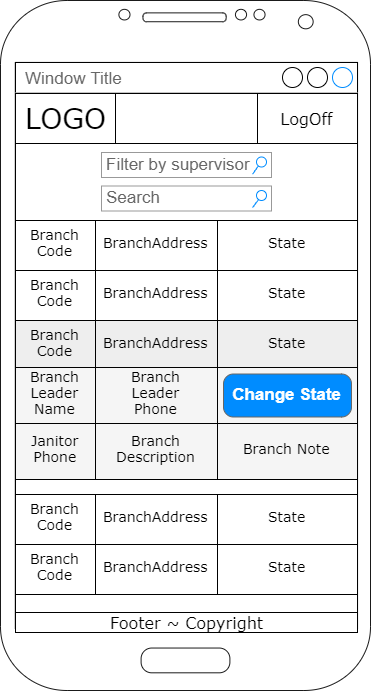 Window Title
LOGO
LogOff
Filter by supervisor
Search
Branch
Code
BranchAddress
State
Branch
Code
BranchAddress
State
Branch
Code
BranchAddress
State
Branch
Leader
Name
Branch
Leader
Phone
Change State
Janitor
Phone
Branch
Description
Branch Note
Branch
Code
BranchAddress
State
Branch
Code
BranchAddress
State
Footer ~ Copyright